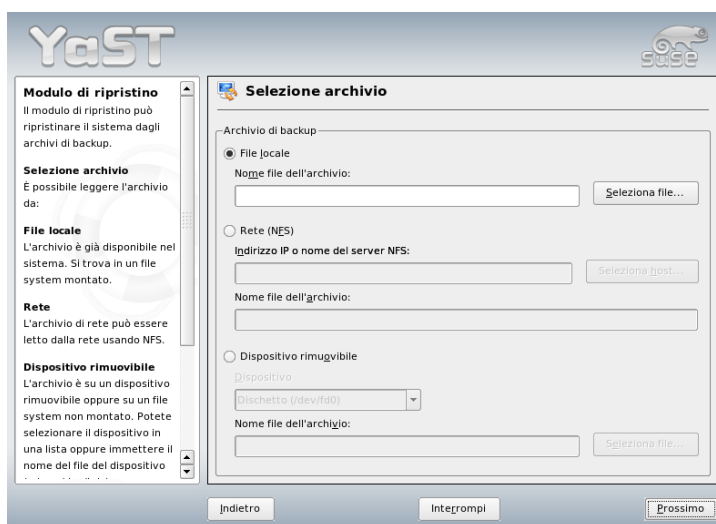 YaST
suse
Modulo di ripristino
Il modulo di ripristino può
ripristinare il sistema dagli
archivi di backup.
Selezione archivio
È possibile leggere l'archivio
da:
File locale
L'archivio è già disponibile nel
sistema. Si trova in un file
system montato.
Rete
L'archivio di rete può essere
letto dalla rete usando NFS.
Dispositivo rimuovibile
L'archivio è su un dispositivo
rimuovibile oppure su un file
system non montato. Potete
selezionare il dispositivo in
una lista oppure immettere il
nome del file del dispositivo
Selezione archivio
Archivio di backup
File locale
Nome file dell'archivio:
Seleziona file...
Rete (NFS)
Indirizzo IP o nome del server NFS:
Seleziona host...
Nome file dell'archivio:
Dispositivo rimuovibile
Dispositivo
Dischetto (/dev/fd0)
Nome file dell'archivio:
Seleziona file...
Indietro
Interrompi
Prossimo